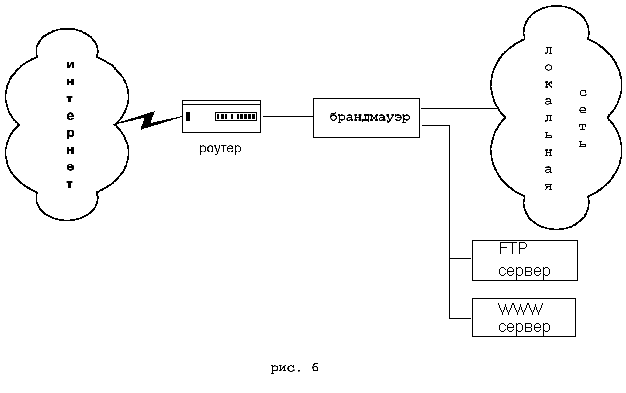 интернет
роутер
брандмауэр
локальная
сеть
FTP
сервер
WWW
сервер
рис. 6